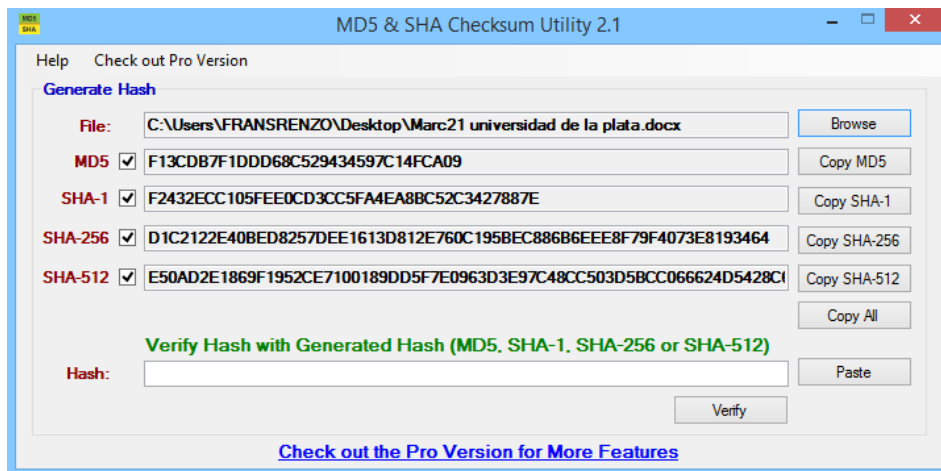 MD5
SHA
MD5 & SHA Checksum Utility 2.1
Help Check out Pro Version
Generate Hash
File: C:\Users\FRANSRENZO\Desktop\Marc21 universidad de la plata.docx Browse
MD5 F13CDB7F1DDD68C529434597C14FCA09 Copy MD5
SHA-1 F2432ECC105FEE0CD3CC5FA4EA8BC52C3427887E Copy SHA-1
SHA-256 D1C2122E40BED8257DEE1613D812E760C195BEC886B6EEE8F79F4073E8193464 Copy SHA-256
SHA-512 E50AD2E1869F1952CE7100189DD5F7E0963D3E97C48CC503D5BCC066624D5428C Copy SHA-512
Copy All
Verify Hash with Generated Hash (MD5, SHA-1, SHA-256 or SHA-512)
Hash: Paste
Verify
Check out the Pro Version for More Features